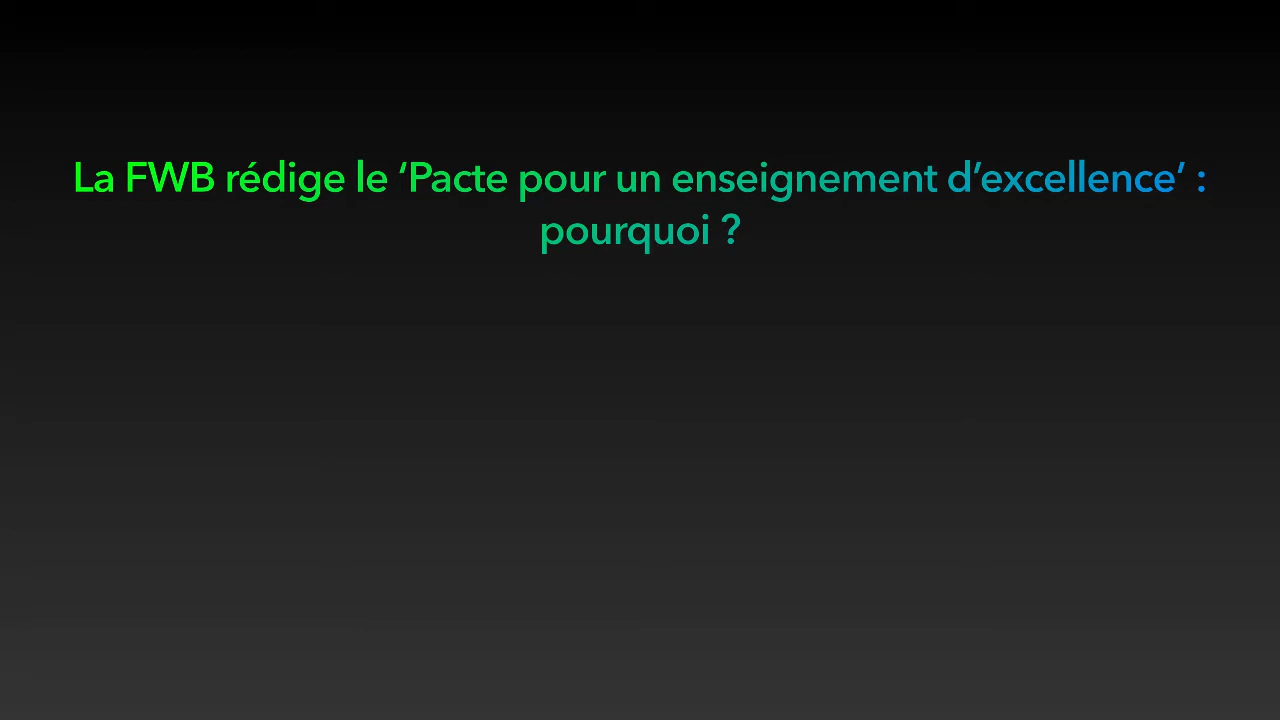 La FWB rédige le ‘Pacte pour un enseignement d’excellence’ :
pourquoi ?